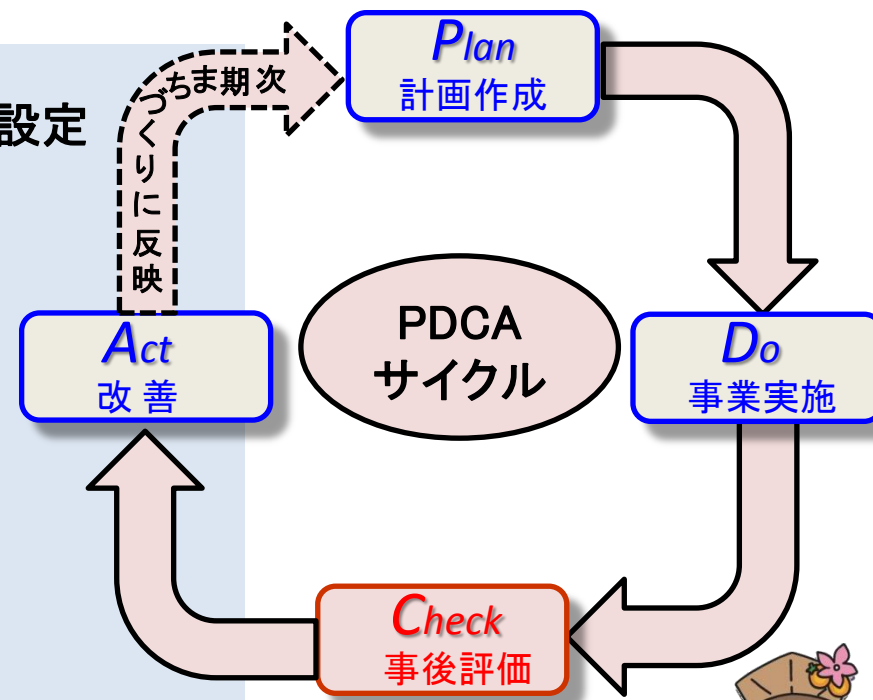 設定
Plan
計画作成
次期まちづくりに反映
PDCA
サイクル
Act
改 善
Do
事業実施
Check
事後評価